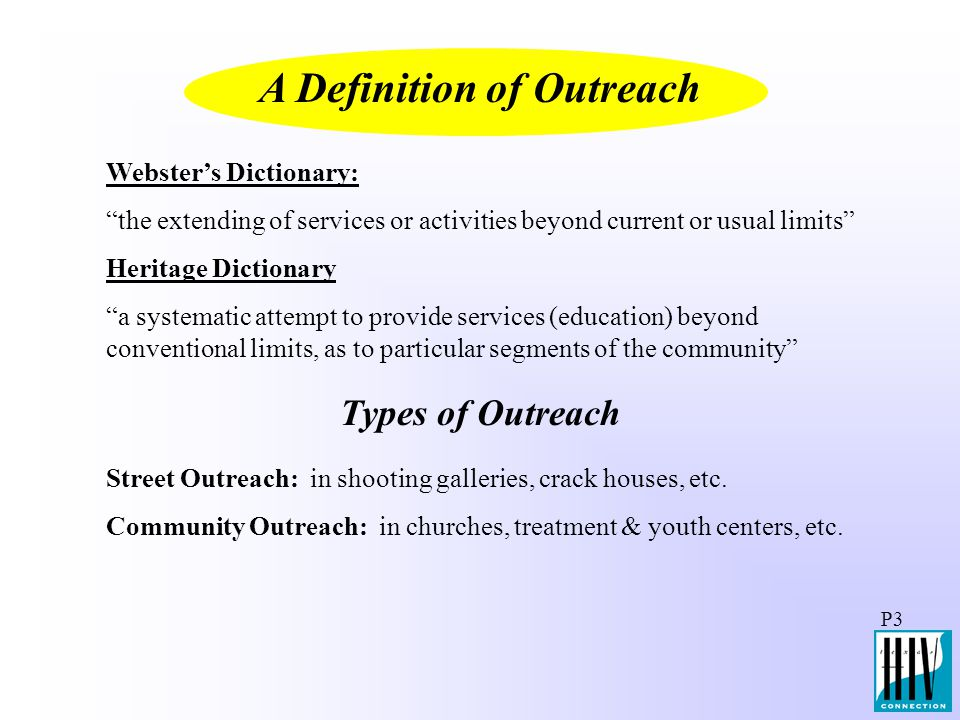 A Definition of Outreach
Webster’s Dictionary:
“the extending of services or activities beyond current or usual limits”
Heritage Dictionary
“a systematic attempt to provide services (education) beyond
conventional limits, as to particular segments of the community”
Types of Outreach
Street Outreach: in shooting galleries, crack houses, etc.
Community Outreach: in churches, treatment & youth centers, etc.
P3
HIV
CONNECTION